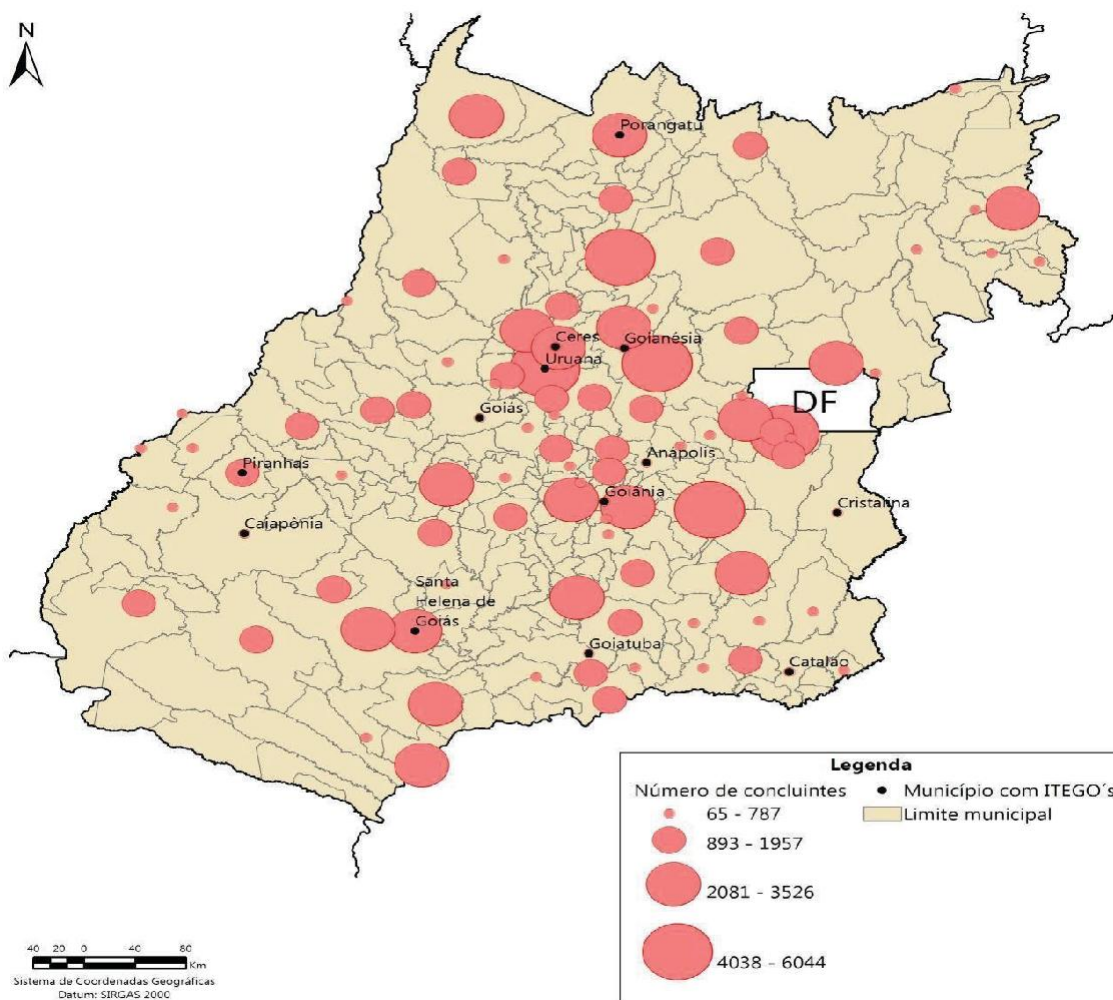 N
Porangatu
Ceres
Goianésia
Uruana
DF
Goiás
Anápolis
Piranhas
Goiânia
Cristalina
Caiapônia
Santa
Helena de
Goiás
Goiatuba
Catalão
Legenda
Número de concluintes
65 - 787
893 - 1957
2081 - 3526
4038 - 6044
Município com ITEGO´s
Limite municipal
40 20 0 40 80
Km
Sistema de Coordenadas Geográficas
Datum: SIRGAS 2000